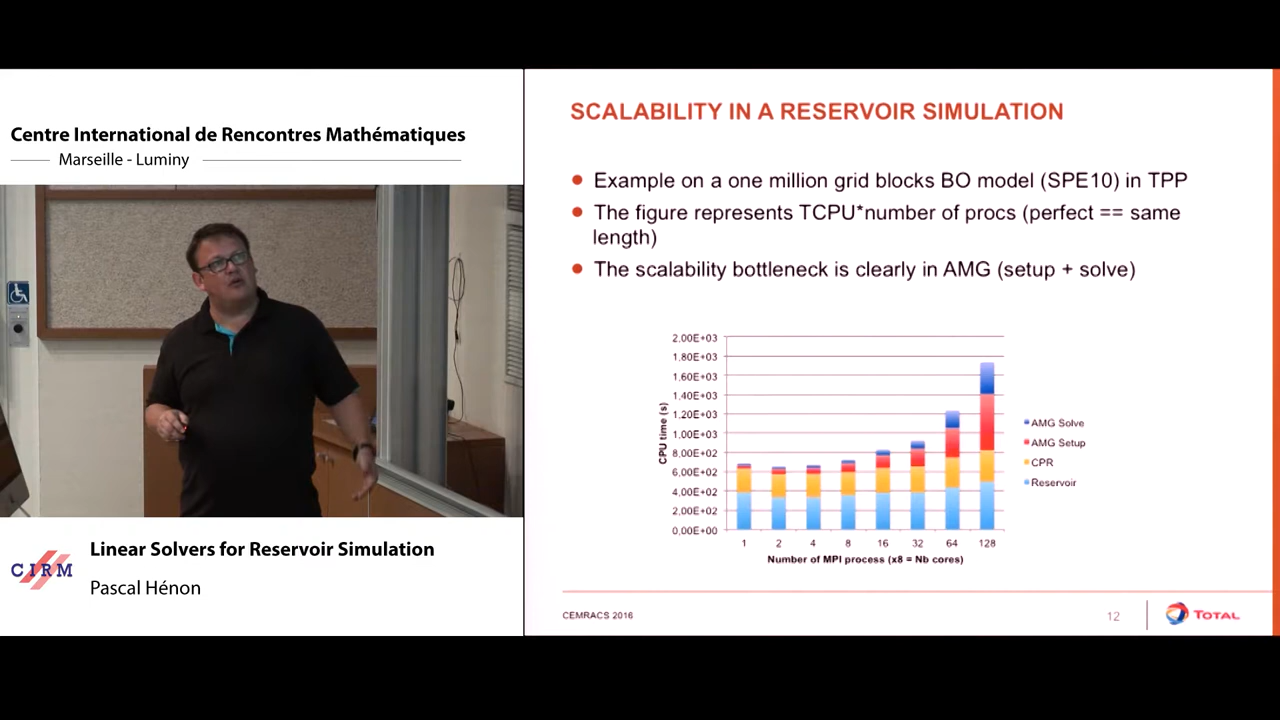 Centre International de Rencontres Mathématiques
Marseille - Luminy
Linear Solvers for Reservoir Simulation
CIRM
Pascal Hénon
SCALABILITY IN A RESERVOIR SIMULATION
Example on a one million grid blocks BO model (SPE10) in TPP
The figure represents TCPU*number of procs (perfect == same
length)
The scalability bottleneck is clearly in AMG (setup + solve)
2,00E+03
1,80E+03
1,60E+03
1,40E+03
1,20E+03
1,00E+03
8,00E+02
6,00E+02
4,00E+02
2,00E+02
0,00E+00
CPU time (s)
1 2 4 8 16 32 64 128
Number of MPI process (x8 = Nb cores)
AMG Solve
AMG Setup
CPR
Reservoir
CEMRACS 2016
12
TOTAL